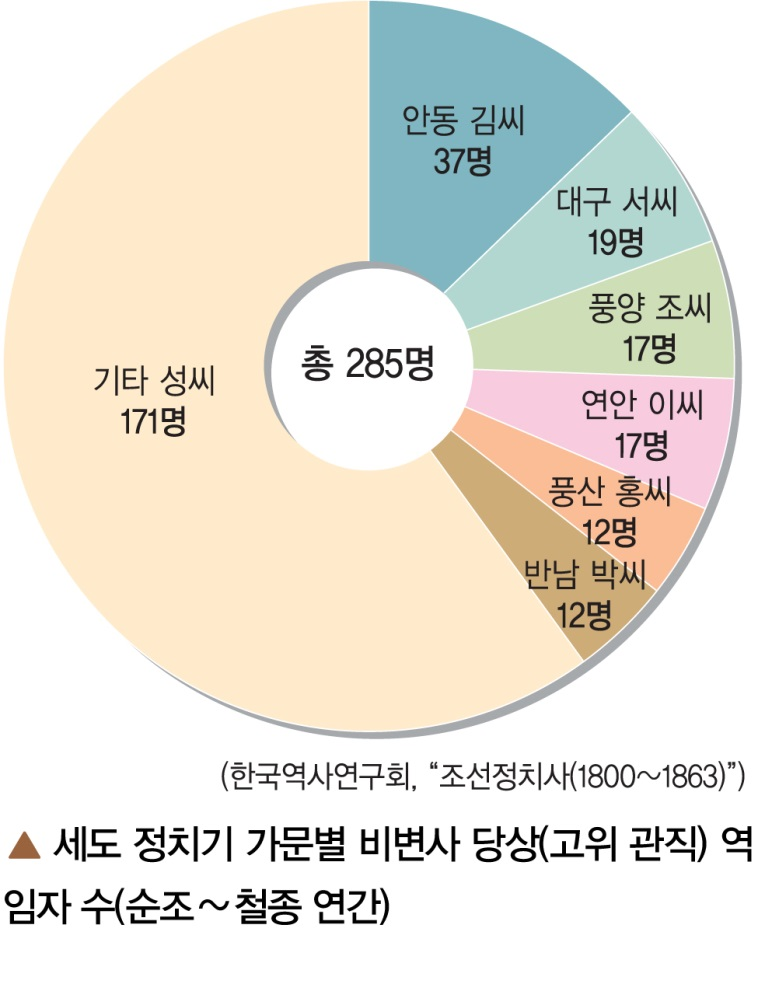 안동 김씨
37명
대구 서씨
19명
풍양 조씨
17명
연안 이씨
17명
풍산 홍씨
12명
반남 박씨
12명
기타 성씨
171명
총 285명
(한국역사연구회, “조선정치사(1800～1863)”)
▲ 세도 정치기 가문별 비변사 당상(고위 관직) 역
임자 수(순조～철종 연간)